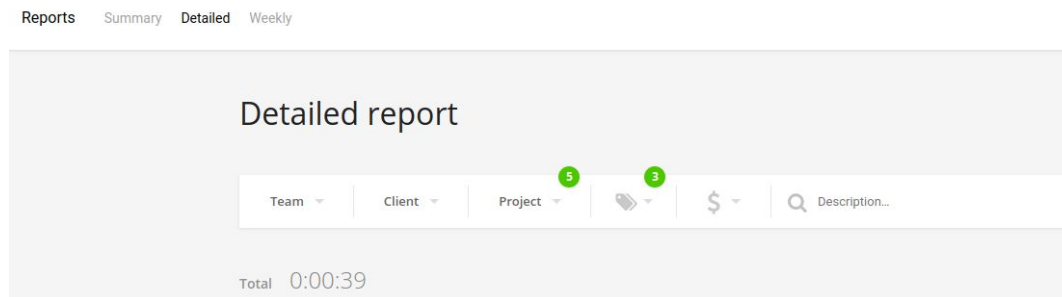 Reports Summary Detailed Weekly
Detailed report
5 3
Team Client Project $ Description...
Total 0:00:39